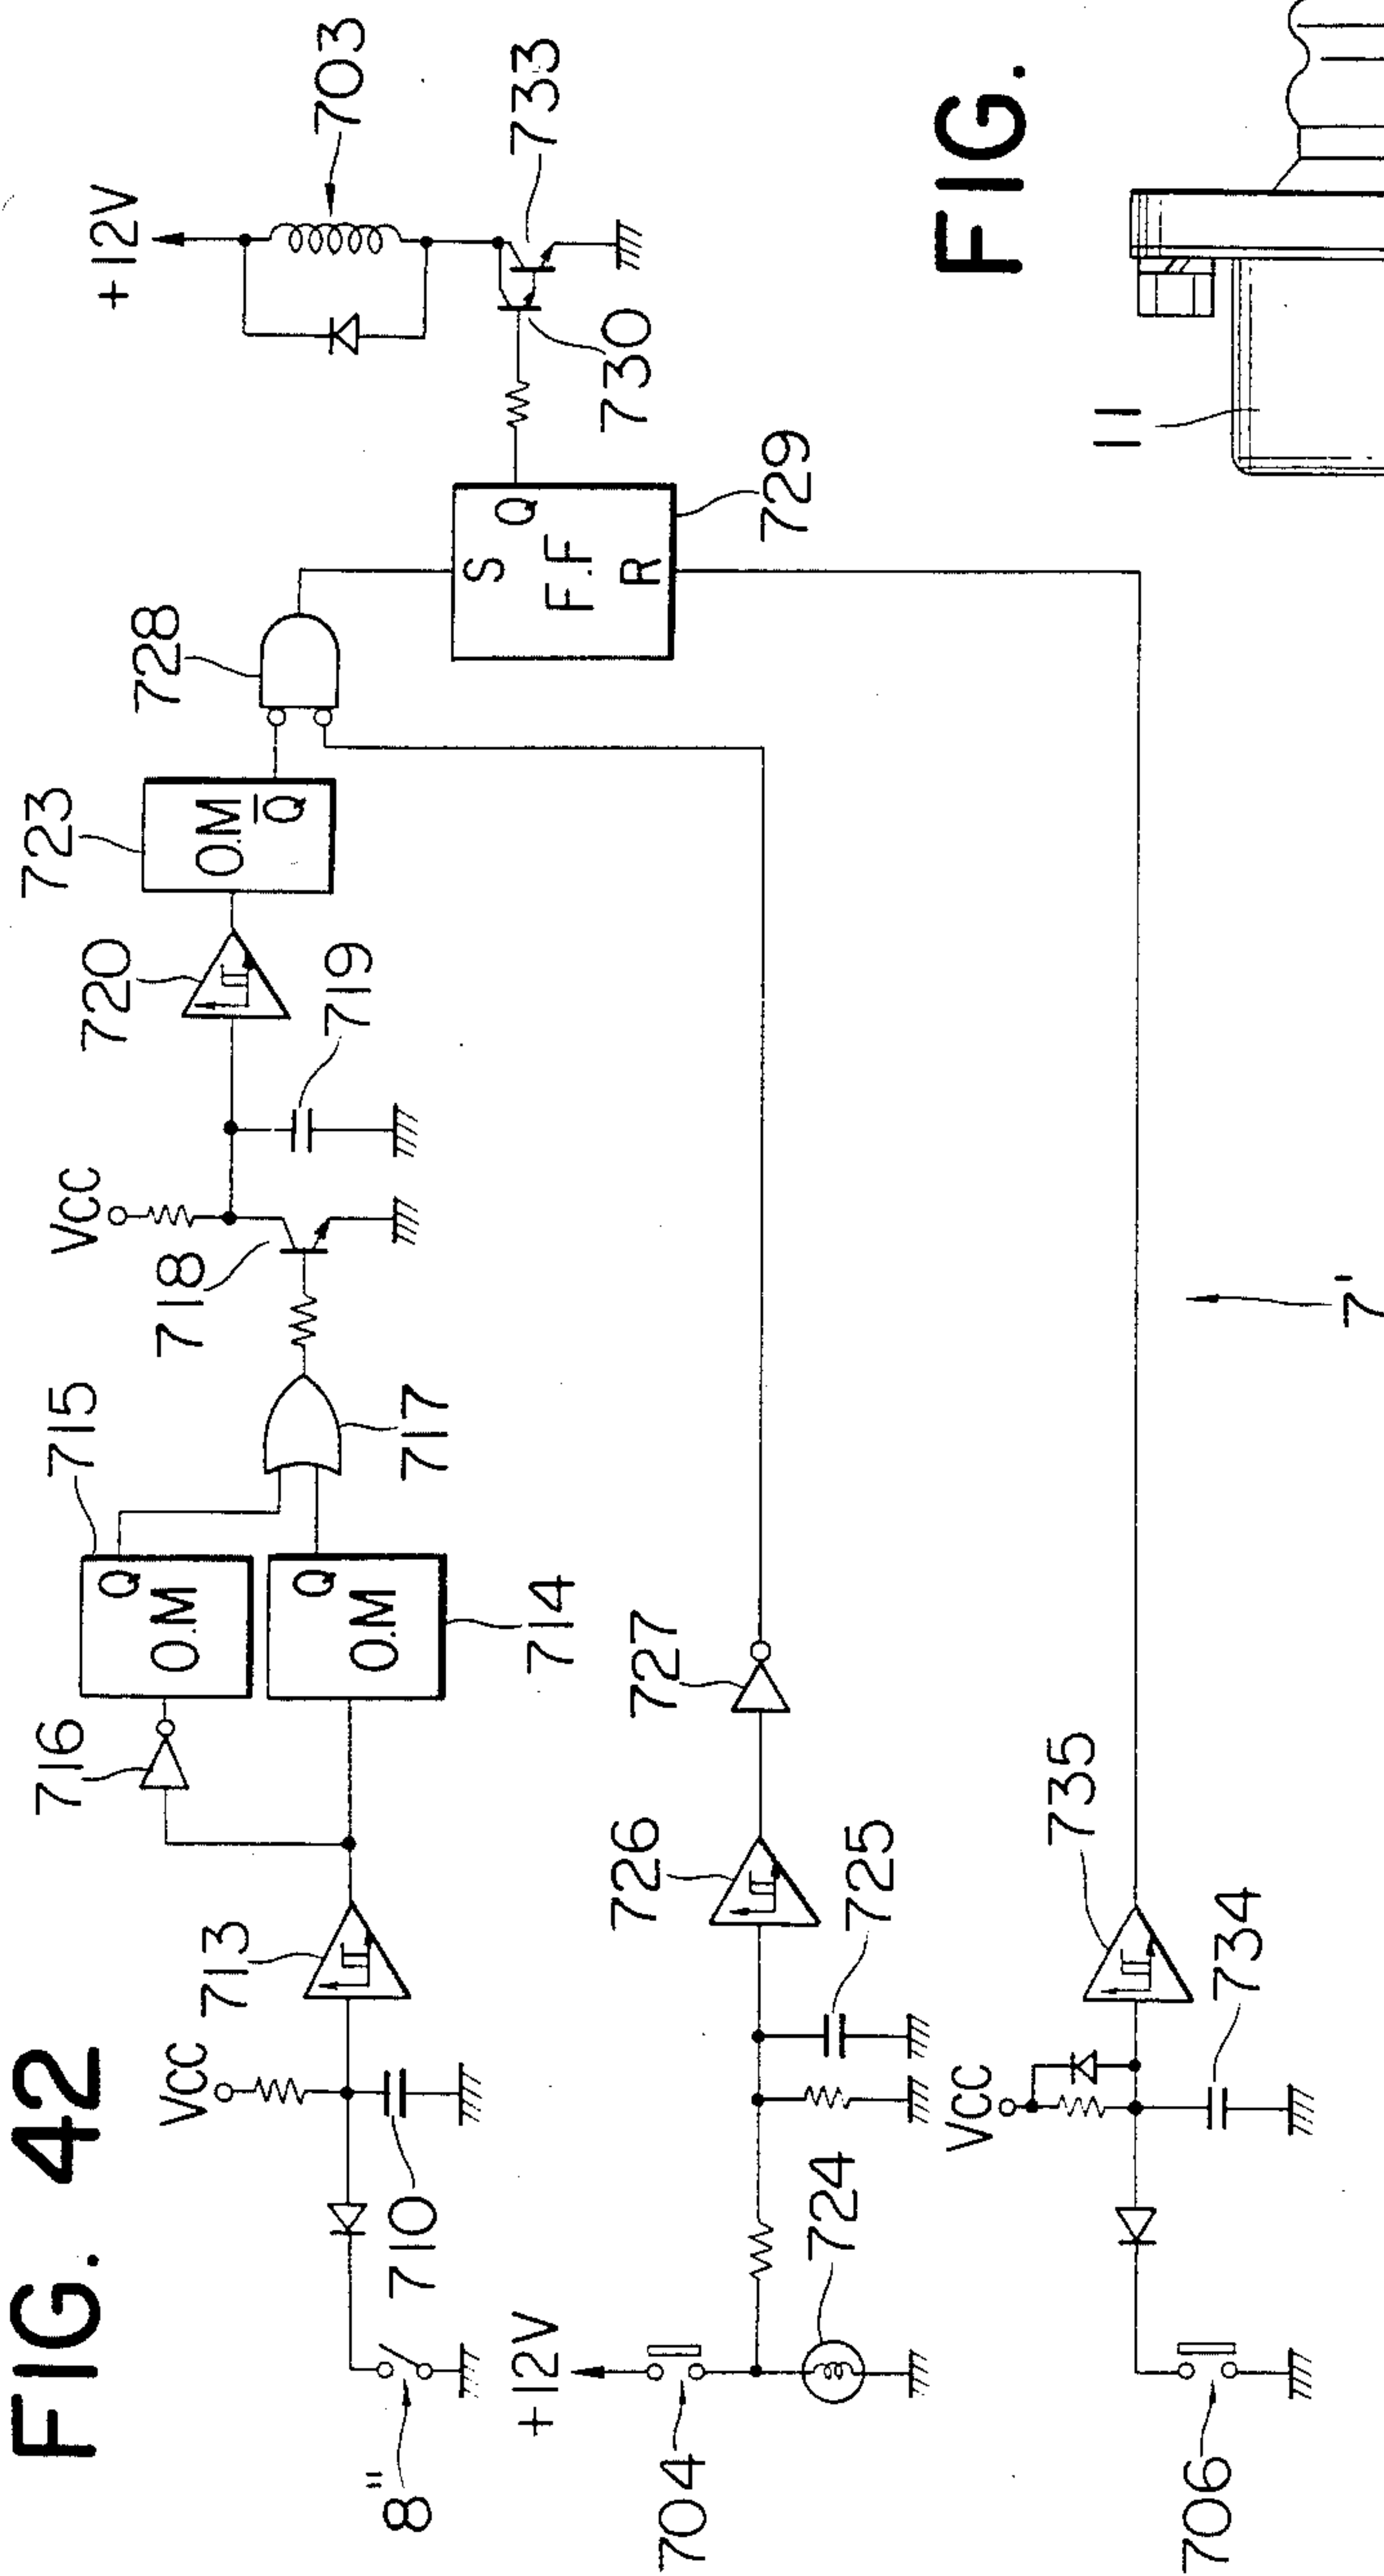 FIG. 42
8"
710
VCC
713
716
715
Q
O.M
Q
O.M
714
717
718
VCC
719
720
723
O.M
Q̅
728
S
Q
F.F
R
729
730
733
+12V
703
+12V
704
724
725
726
727
706
VCC
734
735
7'
FIG.
11